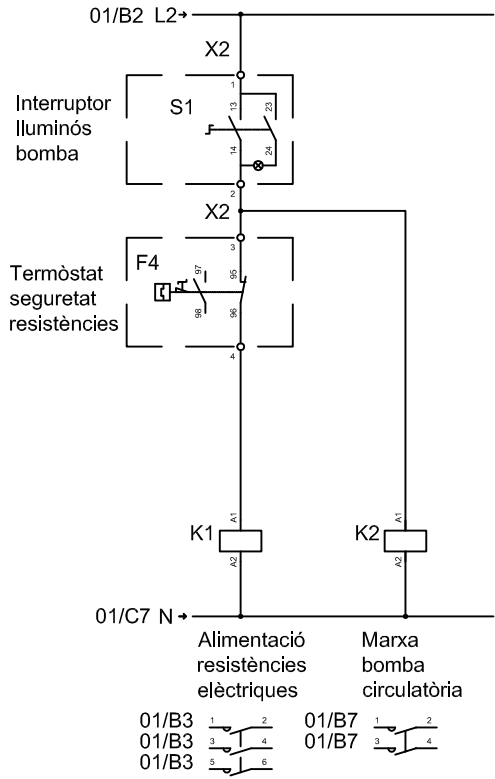 01/B2 L2
X2
1
Interruptor
lluminós
bomba
S1
13
23
14
24
2
X2
3
Termòstat
seguretat
resistències
F4
97
95
98
96
4
A1
A1
K1
K2
A2
A2
01/C7 N
Alimentació
resistències
elèctriques
Marxa
bomba
circulatòria
01/B3 1 2
01/B3 3 4
01/B3 5 6
01/B7 1 2
01/B7 3 4